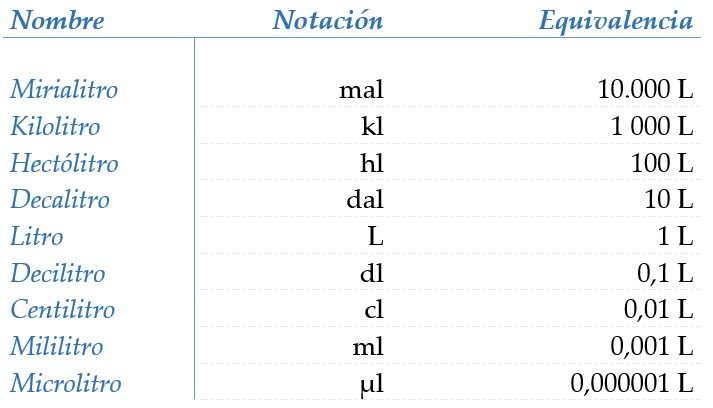 Nombre Notación Equivalencia
Mirialitro mal 10.000 L
Kilolitro kl 1 000 L
Hectólitro hl 100 L
Decalitro dal 10 L
Litro L 1 L
Decilitro dl 0,1 L
Centilitro cl 0,01 L
Mililitro ml 0,001 L
Microlitro µl 0,000001 L